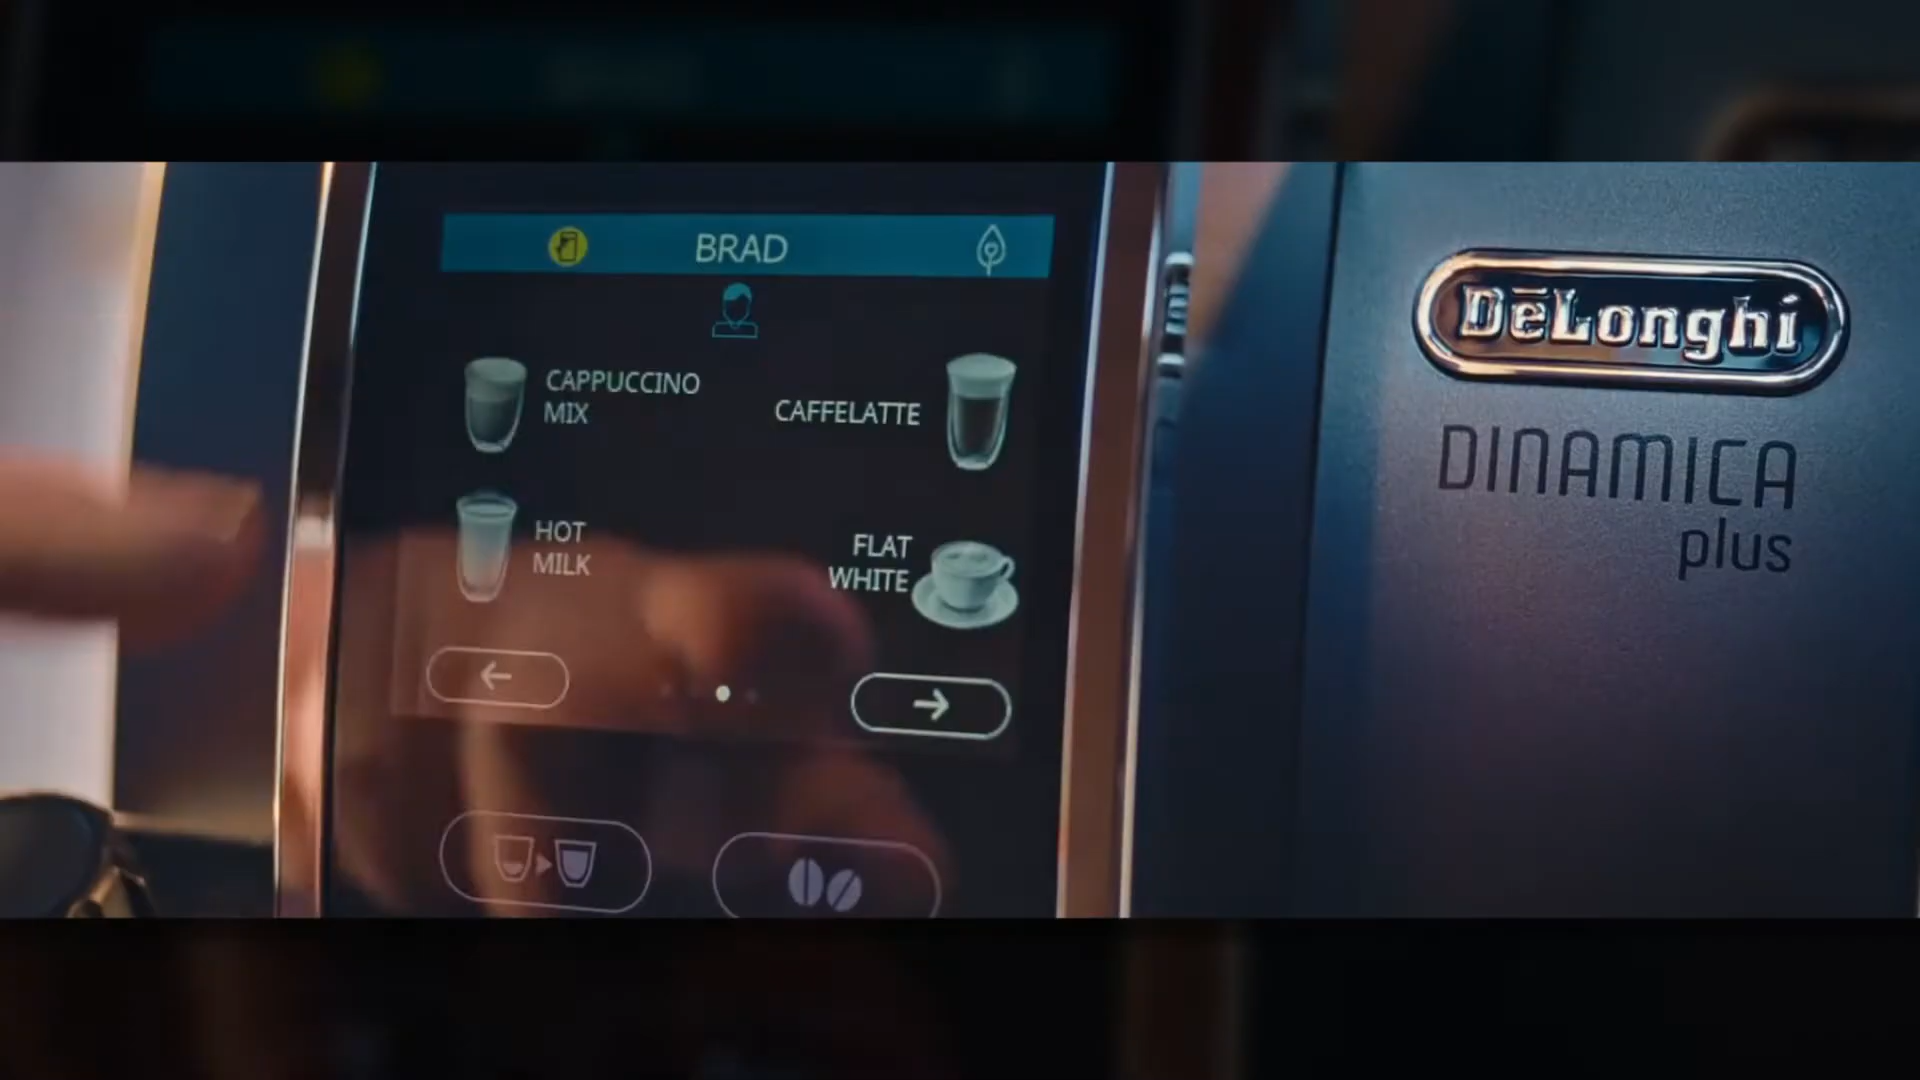 BRAD
CAPPUCCINO
MIX
CAFFELATTE
HOT
MILK
FLAT
WHITE
DēLonghi
DINAMICA
plus